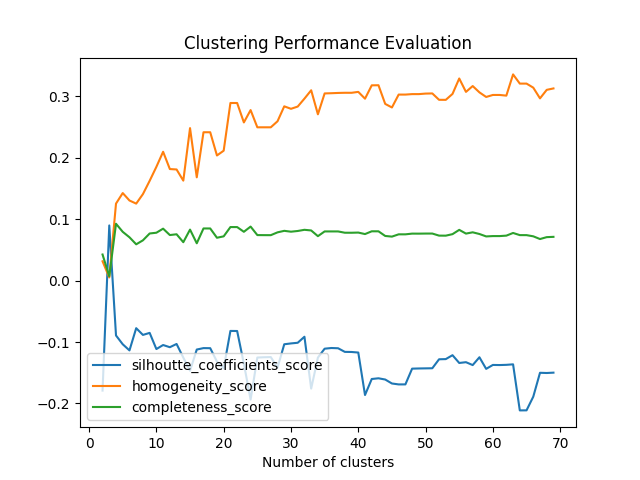 Clustering Performance Evaluation
0.3
0.2
0.1
0.0
−0.1
−0.2
silhoutte_coefficients_score
homogeneity_score
completeness_score
0 10 20 30 40 50 60 70
Number of clusters